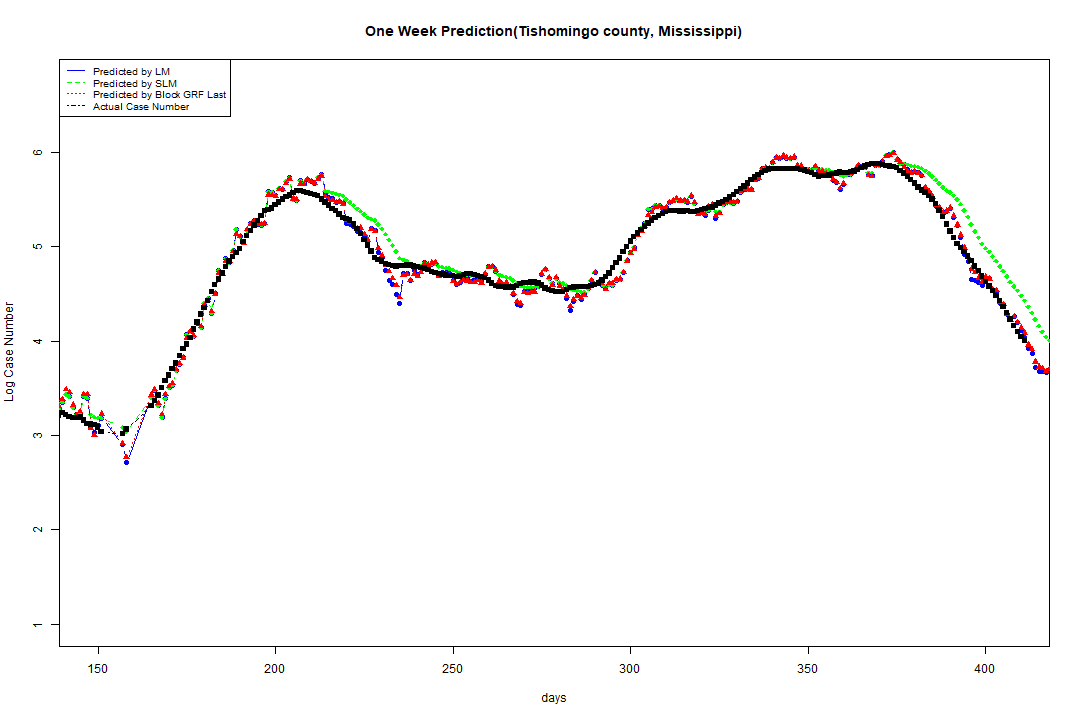 One Week Prediction(Tishomingo county, Mississippi)
Predicted by LM
Predicted by SLM
Predicted by Block GRF Last
Actual Case Number
6
5
4
3
2
1
Log Case Number
150 200 250 300 350 400
days